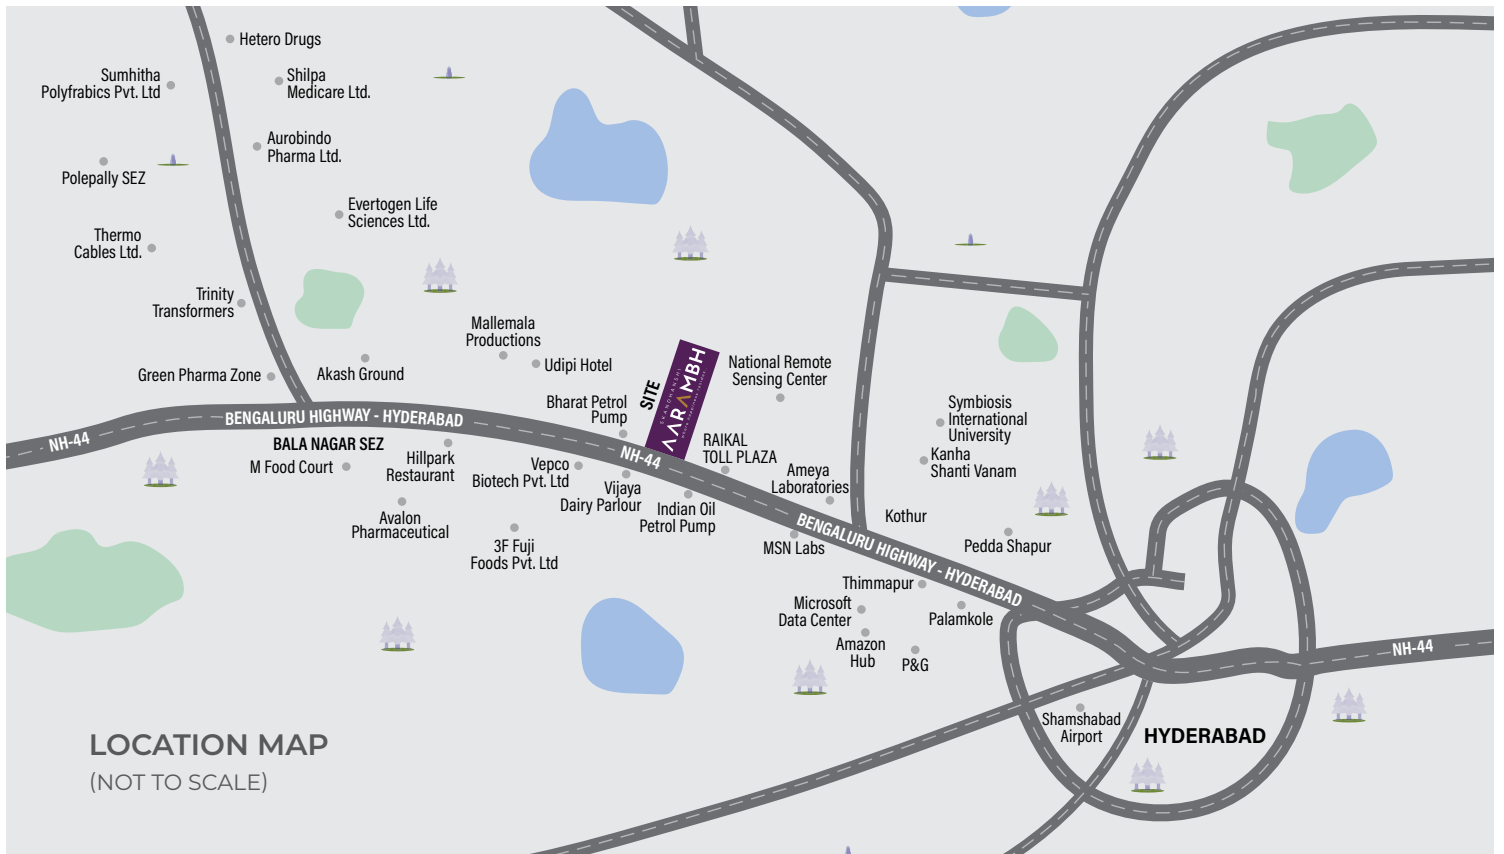 Hetero Drugs
Sumhitha
Polyfrabics Pvt. Ltd
Shilpa
Medicare Ltd.
Aurobindo
Pharma Ltd.
Polepally SEZ
Evertogen Life
Sciences Ltd.
Thermo
Cables Ltd.
Trinity
Transformers
Green Pharma Zone
Akash Ground
Mallemala
Productions
Udipi Hotel
Bharat Petrol
Pump
SITE
SKANDHANSHI
AARAMBH
National Remote
Sensing Center
RAIKAL
TOLL PLAZA
Ameya
Laboratories
Symbiosis
International
University
Kanha
Shanti Vanam
Kothur
Pedda Shapur
NH-44
BENGALURU HIGHWAY - HYDERABAD
NH-44
BENGALURU HIGHWAY - HYDERABAD
NH-44
BALA NAGAR SEZ
M Food Court
Hillpark
Restaurant
Avalon
Pharmaceutical
Vepco
Biotech Pvt. Ltd
Vijaya
Dairy Parlour
Indian Oil
Petrol Pump
3F Fuji
Foods Pvt. Ltd
MSN Labs
Thimmapur
Microsoft
Data Center
Palamkole
Amazon
Hub
P&G
Shamshabad
Airport
HYDERABAD
LOCATION MAP
(NOT TO SCALE)